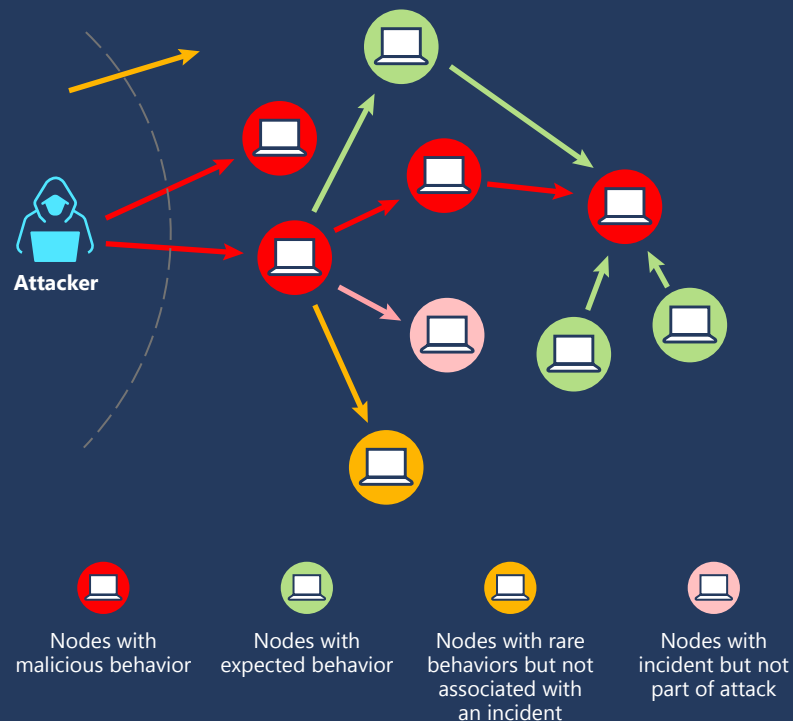 Attacker
Nodes with
malicious behavior
Nodes with
expected behavior
Nodes with rare
behaviors but not
associated with
an incident
Nodes with
incident but not
part of attack